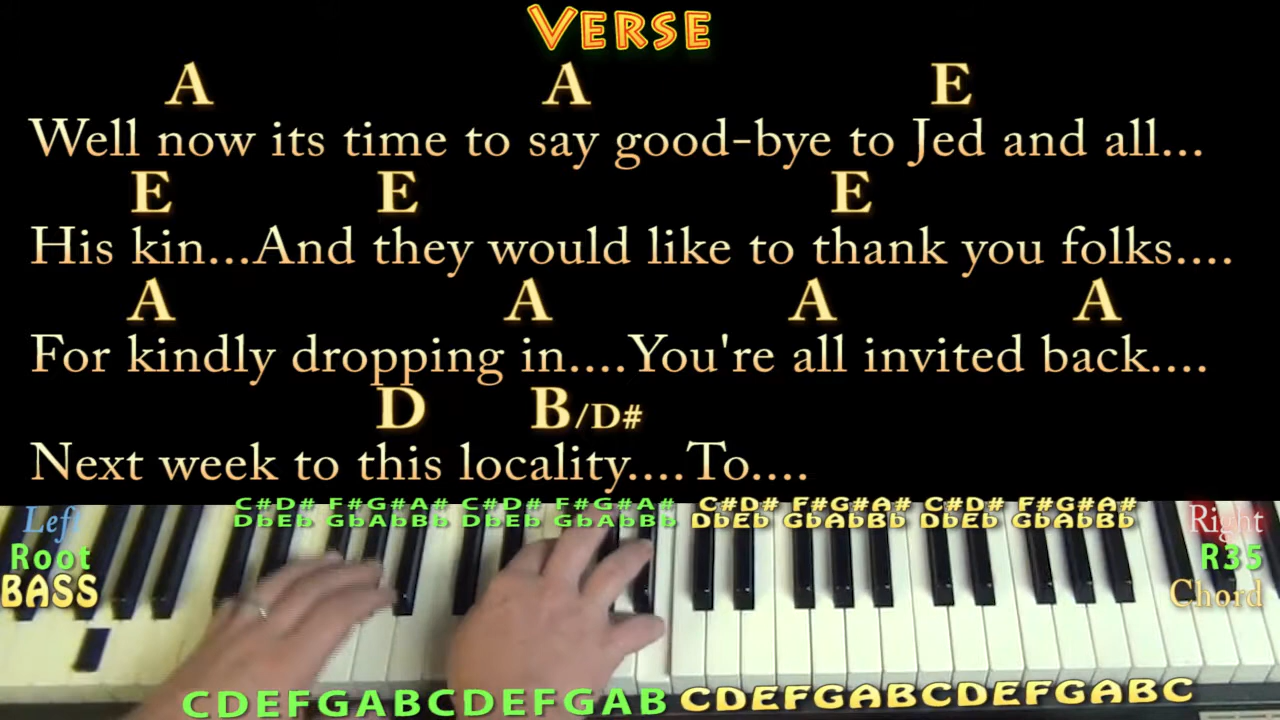 VERSE
A A E
Well now its time to say good-bye to Jed and all...
E E E
His kin...And they would like to thank you folks....
A A A A
For kindly dropping in....You're all invited back....
D B/D#
Next week to this locality....To....
C#D# F#G#A# C#D# F#G#A# C#D# F#G#A# C#D# F#G#A#
DbEb GbAbBb DbEb GbAbBb DbEb GbAbBb DbEb GbAbBb
Left
Root
BASS
Right
R35
Chord
CDEFGABCDEFGAB CDEFGABCDEFGABC